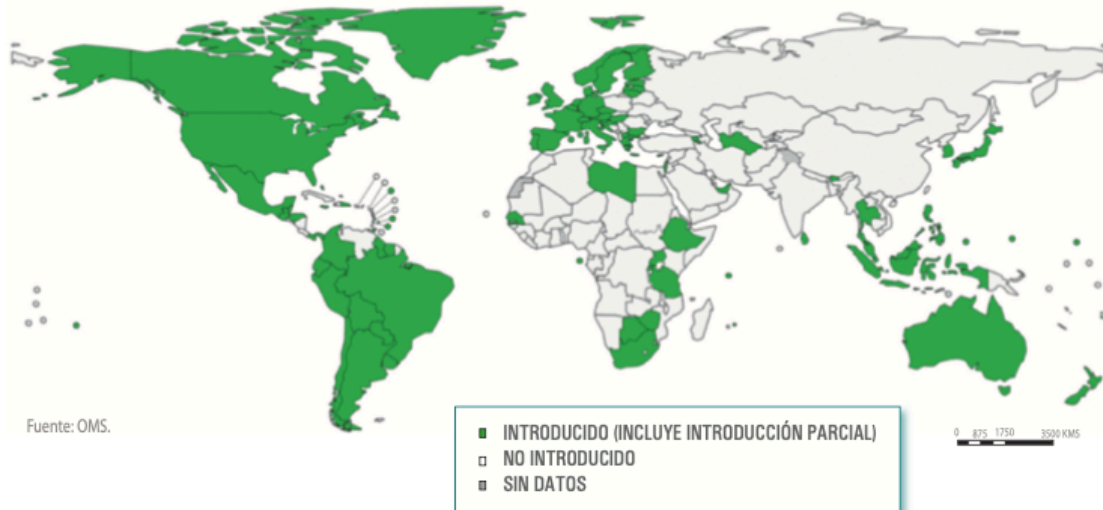 Fuente: OMS.
INTRODUCIDO (INCLUYE INTRODUCCIÓN PARCIAL)
NO INTRODUCIDO
SIN DATOS
0 875 1750 3500 KMS